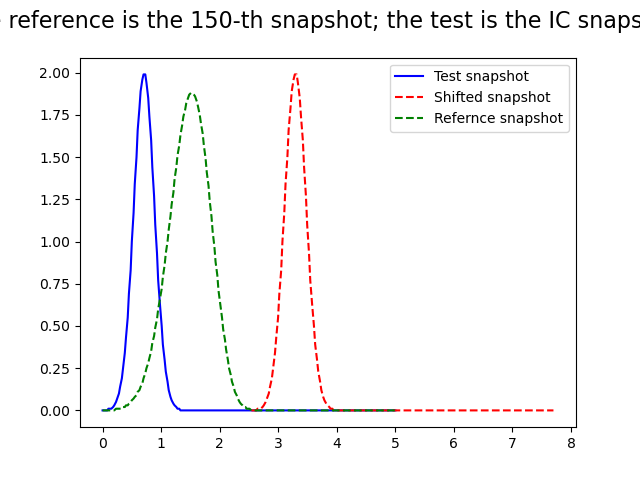 reference is the 150-th snapshot; the test is the IC snaps
2.00
1.75
1.50
1.25
1.00
0.75
0.50
0.25
0.00
Test snapshot
Shifted snapshot
Refernce snapshot
0 1 2 3 4 5 6 7 8